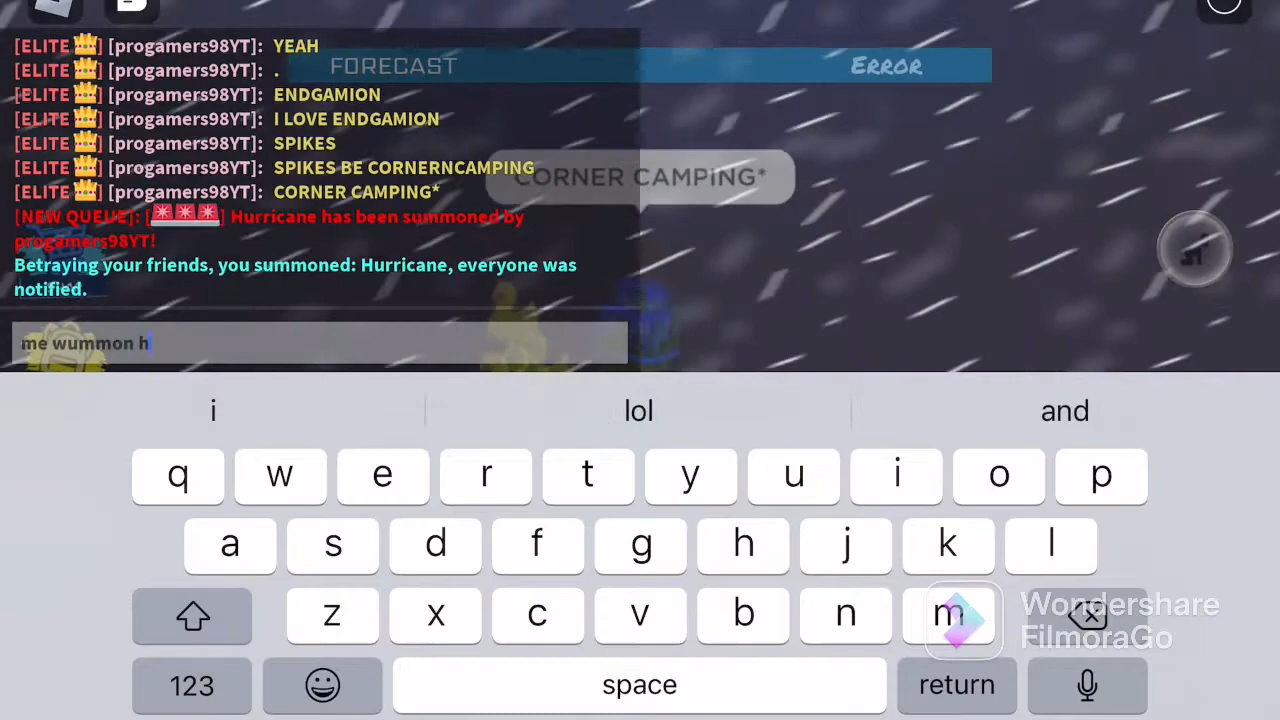 [ELITE👑] [progamers98YT]: YEAH
FORECAST
ERROR
[ELITE👑] [progamers98YT]: .
[ELITE👑] [progamers98YT]: ENDGAMION
[ELITE👑] [progamers98YT]: I LOVE ENDGAMION
[ELITE👑] [progamers98YT]: SPIKES
[ELITE👑] [progamers98YT]: SPIKES BE CORNERNCAMPING
CORNER CAMPING*
[ELITE👑] [progamers98YT]: CORNER CAMPING*
[NEW QUEUE]: [🚨🚨🚨] Hurricane has been summoned by
progamers98YT!
Betraying your friends, you summoned: Hurricane, everyone was
notified.
me wummon h
i lol and
q w e r t y u i o p
a s d f g h j k l
z x c v b n m
Wondershare
FilmoraGo
123 space return